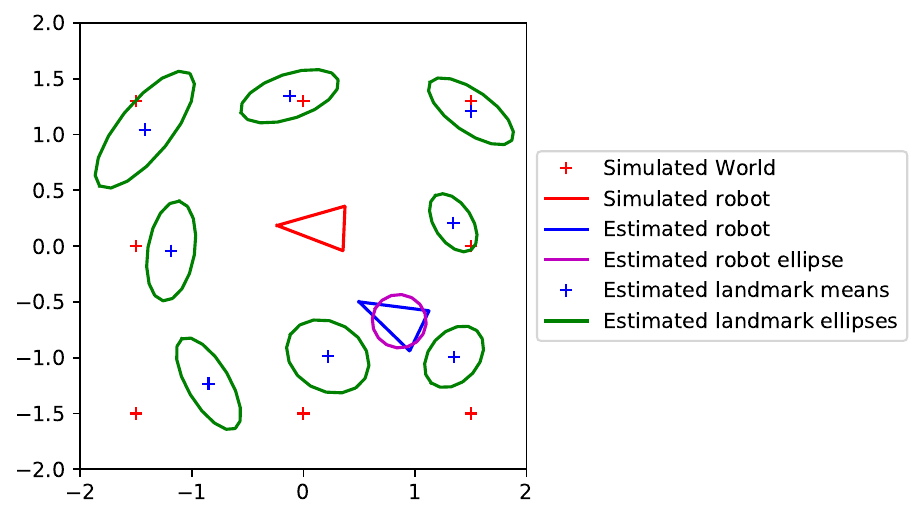 2.0
1.5
1.0
0.5
0.0
−0.5
−1.0
−1.5
−2.0
−2 −1 0 1 2
Simulated World
Simulated robot
Estimated robot
Estimated robot ellipse
Estimated landmark means
Estimated landmark ellipses